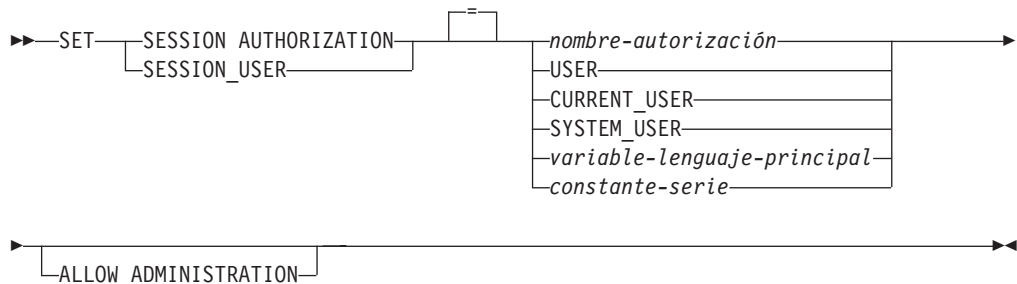 =
SET SESSION AUTHORIZATION nombre-autorización
SESSION_USER USER
CURRENT_USER
SYSTEM_USER
variable-lenguaje-principal
constante-serie
ALLOW ADMINISTRATION